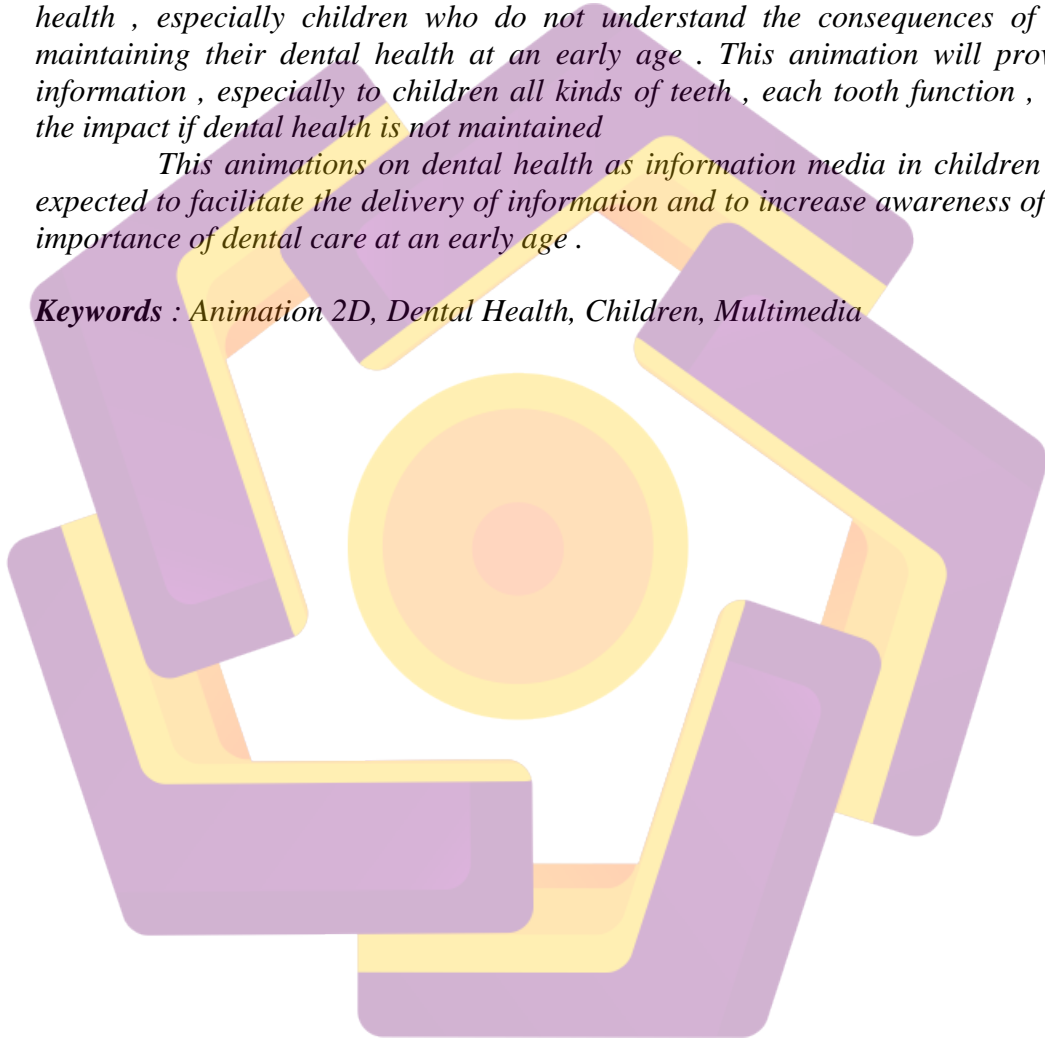 health , especially children who do not understand the consequences of
maintaining their dental health at an early age . This animation will prov
information , especially to children all kinds of teeth , each tooth function ,
the impact if dental health is not maintained
This animations on dental health as information media in children
expected to facilitate the delivery of information and to increase awareness of
importance of dental care at an early age .
Keywords : Animation 2D, Dental Health, Children, Multimedia